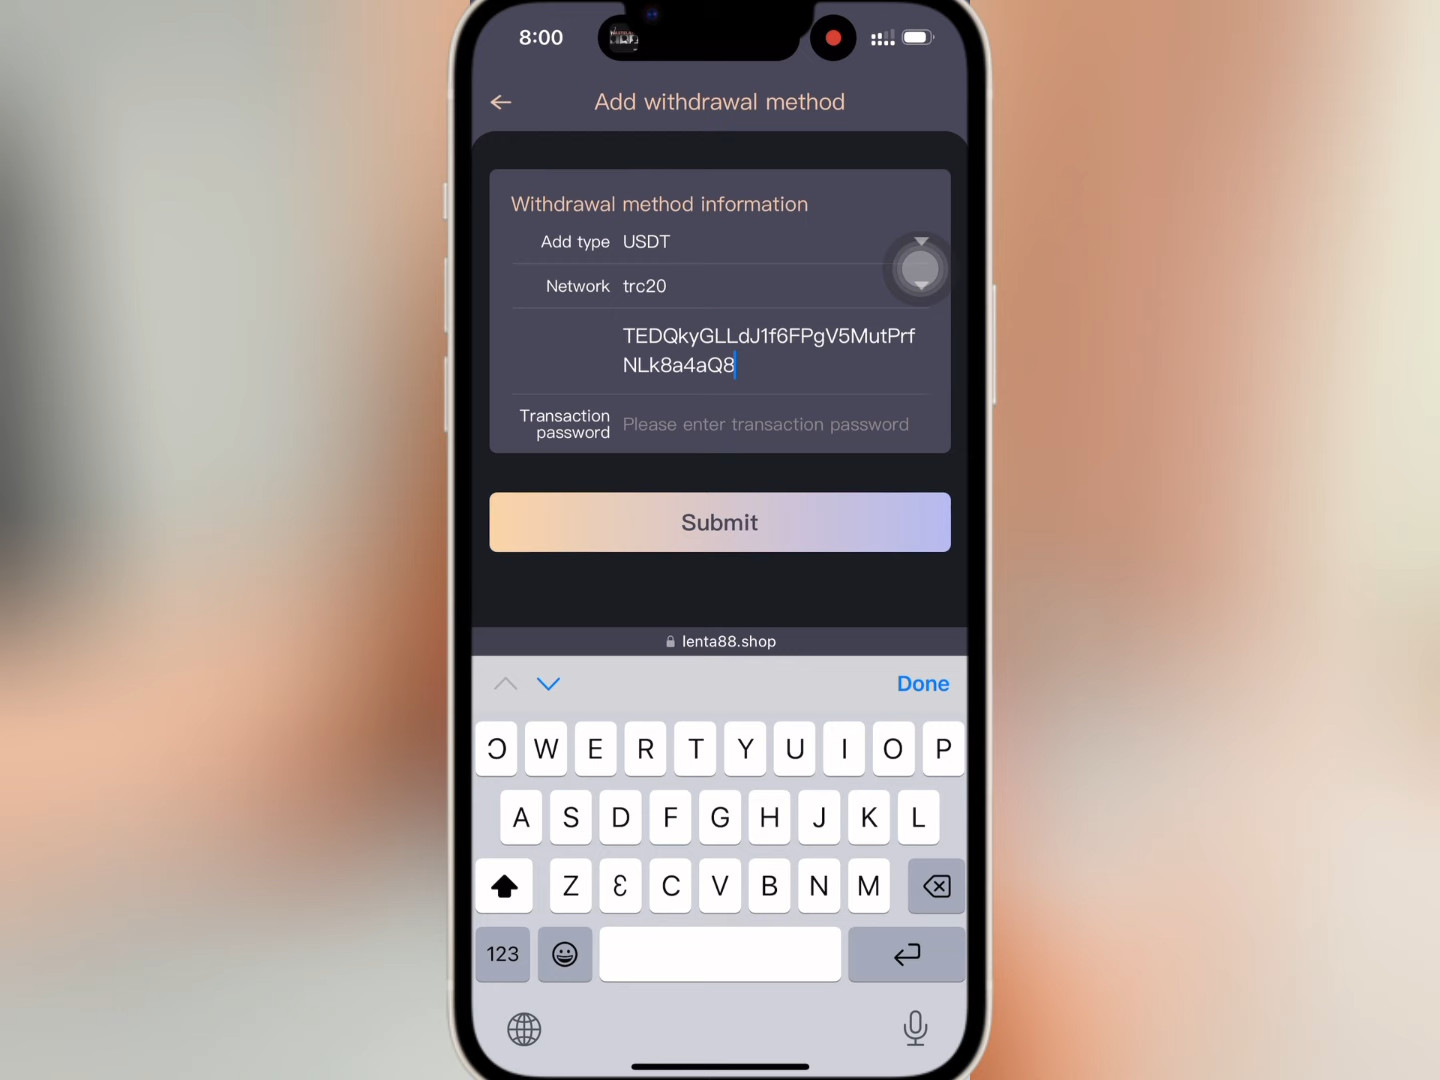 8:00
Add withdrawal method
Withdrawal method information
Add type USDT
Network trc20
TEDQkyGLLdJ1f6FPgV5MutPrf
NLk8a4aQ8
Transaction
password
Please enter transaction password
Submit
lenta88.shop
Done
Ɔ W E R T Y U I O P
A S D F G H J K L
Z Ɛ C V B N M
123